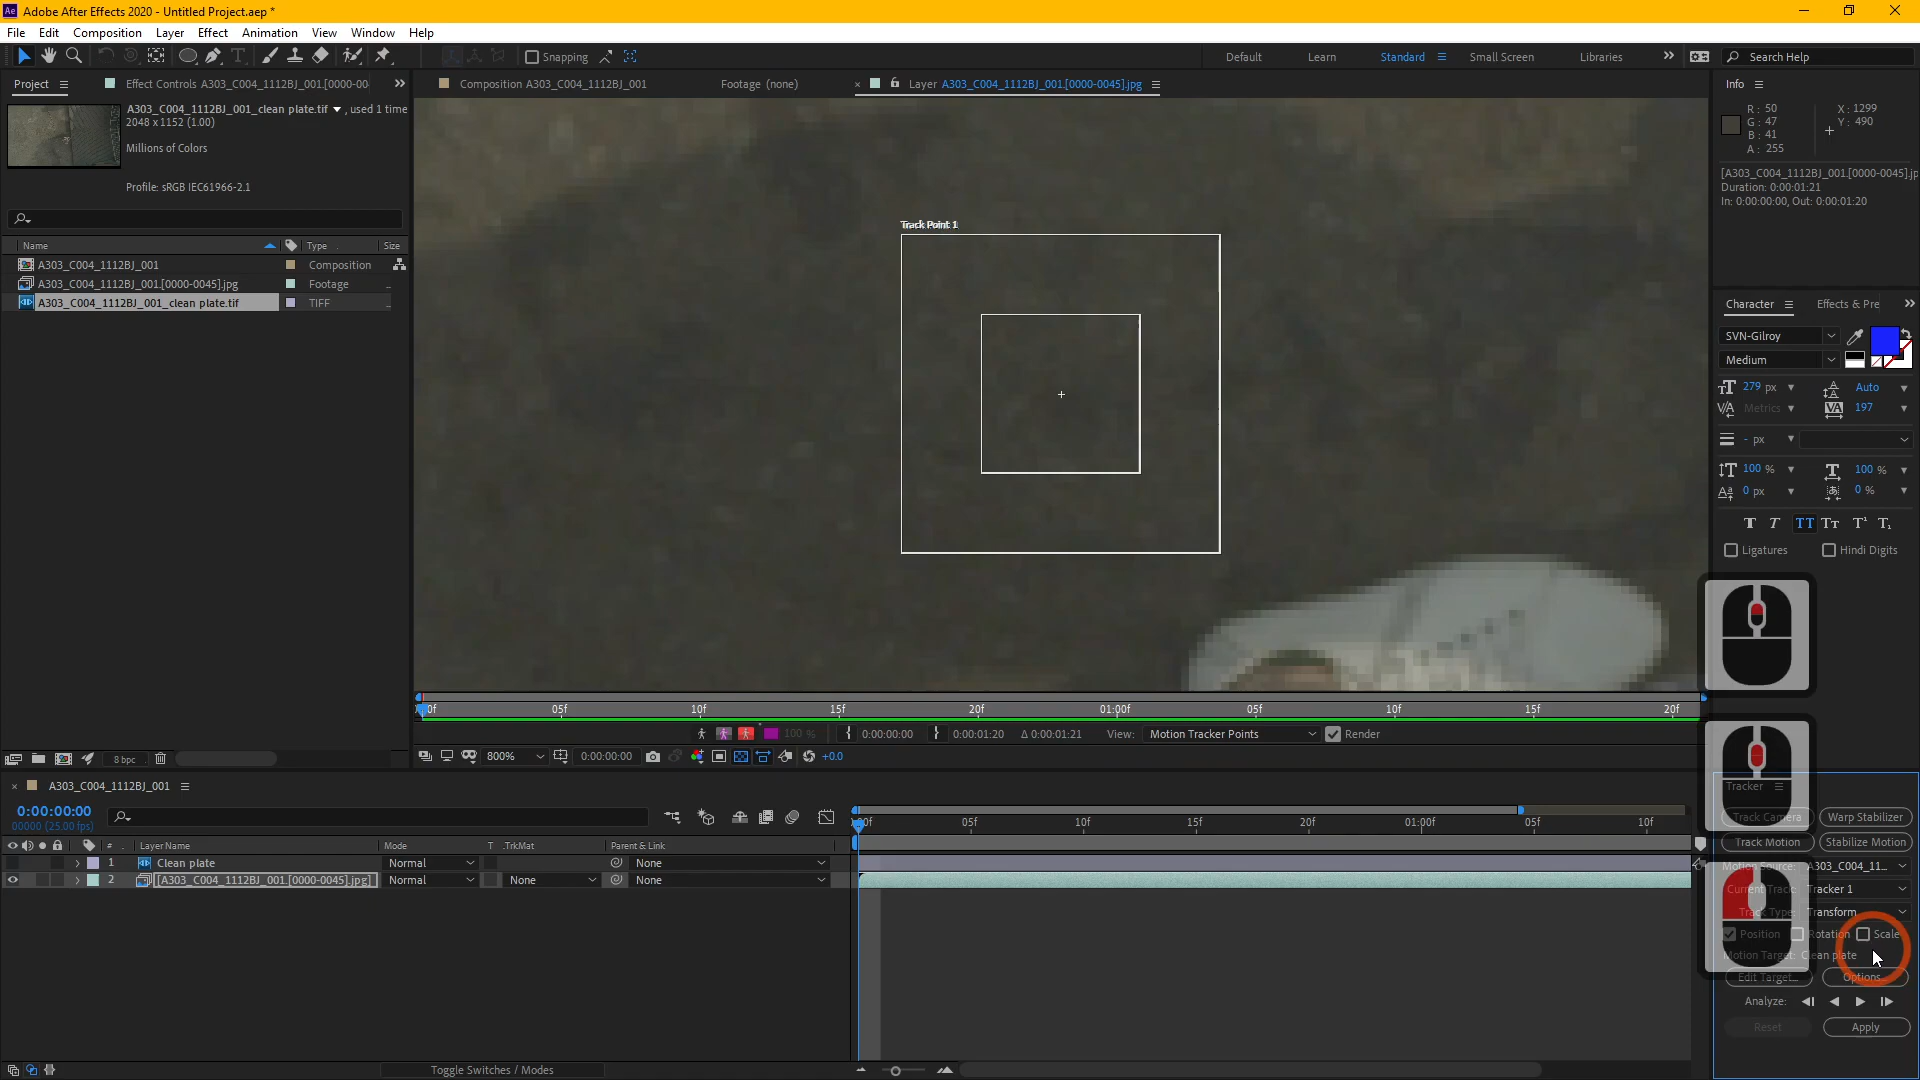 Adobe After Effects 2020 - Untitled Project.aep *
File Edit Composition Layer Effect Animation View Window Help
Snapping
Default Learn Standard Small Screen Libraries Search Help
Project Effect Controls A303_C004_1112BJ_001.[0000-00
Composition A303_C004_1112BJ_001
Footage (none)
Layer A303_C004_1112BJ_001.[0000-0045].jpg
Info
A303_C004_1112BJ_001_clean plate.tif , used 1 time
2048 x 1152 (1.00)
Millions of Colors
Profile: sRGB IEC61966-2.1
R : 50
G : 47
B : 41
A : 255
X : 1299
Y : 490
[A303_C004_1112BJ_001.[0000-0045].jp
Duration: 0:00:01:21
In: 0:00:00:00, Out: 0:00:01:20
Name Type Size
A303_C004_1112BJ_001 Composition
A303_C004_1112BJ_001.[0000-0045].jpg Footage
A303_C004_1112BJ_001_clean plate.tif TIFF
Track Point 1
Character Effects & Pre
SVN-Gilroy
Medium
279 px Auto
Metrics 197
- px
100 % 100 %
0 px 0 %
T T TT Tт T¹ T₁
Ligatures Hindi Digits
00f 05f 10f 15f 20f 01:00f 05f 10f 15f 20f
100 % 0:00:00:00 0:00:01:20 Δ 0:00:01:21 View: Motion Tracker Points Render
8 bpc
800% 0:00:00:00 +0.0
A303_C004_1112BJ_001
0:00:00:00
00000 (25.00 fps)
:00f 05f 10f 15f 20f 01:00f 05f 10f
# Layer Name Mode T .TrkMat Parent & Link
1 Clean plate Normal None
2 [A303_C004_1112BJ_001.[0000-0045].jpg] Normal None None
Toggle Switches / Modes
Tracker
Track Camera Warp Stabilizer
Track Motion Stabilize Motion
Motion Source: A303_C004_11...
Current Track: Tracker 1
Track Type: Transform
Position Rotation Scale
Motion Target: Clean plate
Edit Target... Options...
Analyze:
Reset Apply